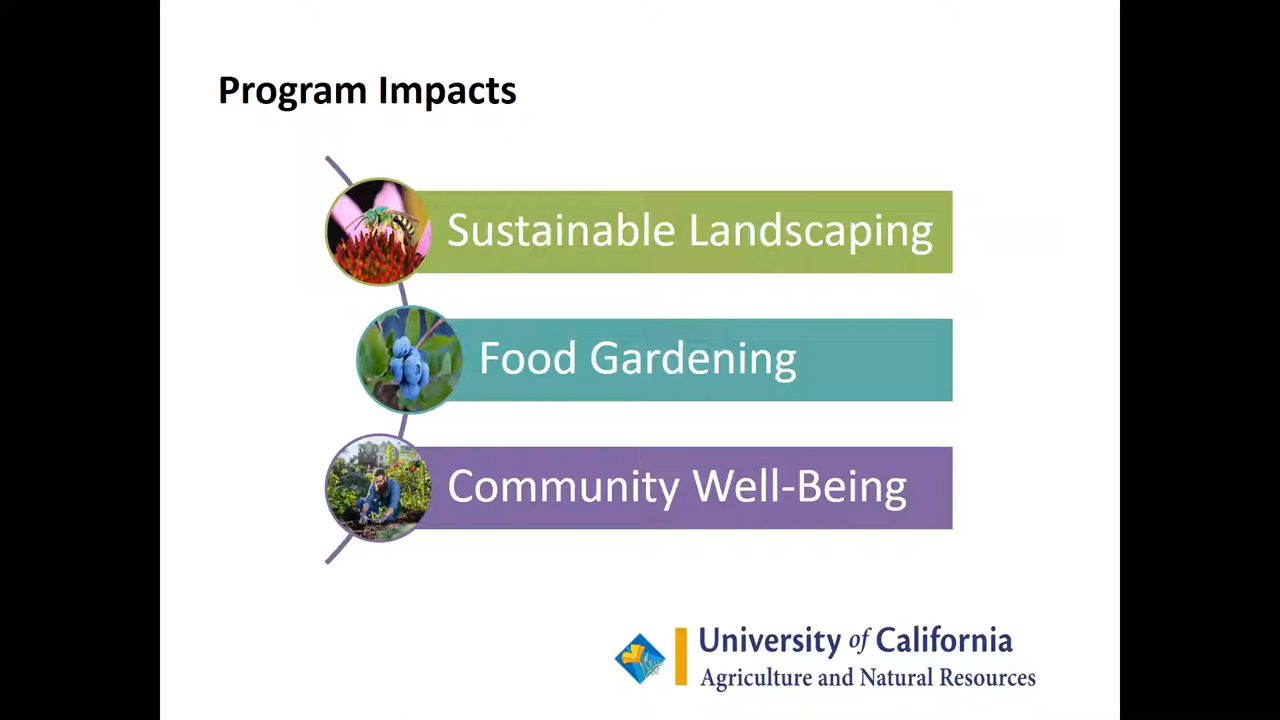 Program Impacts
Sustainable Landscaping
Food Gardening
Community Well-Being
University of California
Agriculture and Natural Resources